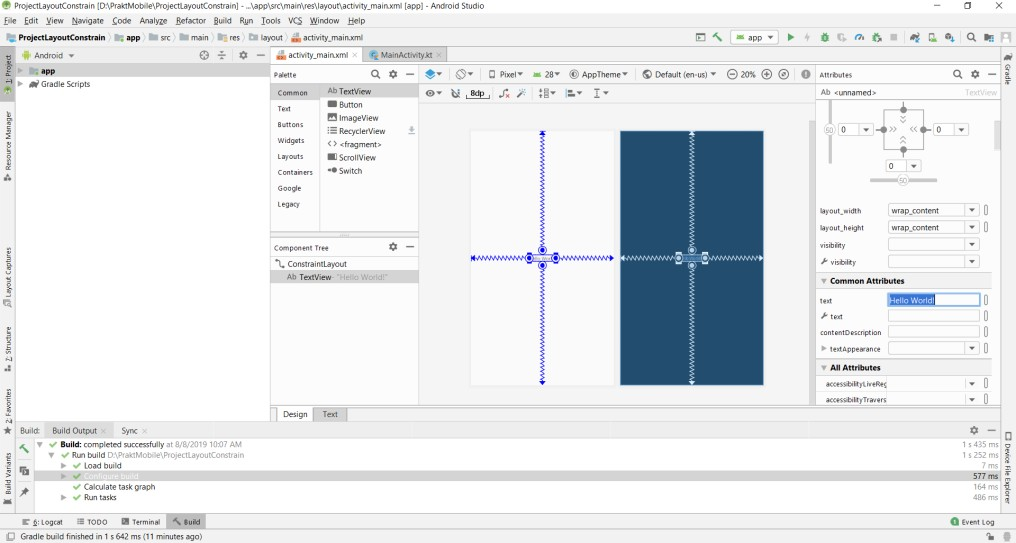 ProjectLayoutConstrain [D:\PraktMobile\ProjectLayoutConstrain] - ...\app\src\main\res\layout\activity_main.xml [app] - Android Studio
File Edit View Navigate Code Analyze Refactor Build Run Tools VCS Window Help
ProjectLayoutConstrain app src main res layout activity_main.xml app
Android activity_main.xml MainActivity.kt
1: Project
Resource Manager
Layout Captures
Z: Structure
2: Favorites
Build Variants
app
Gradle Scripts
Palette
Common
Text
Buttons
Widgets
Layouts
Containers
Google
Legacy
Ab TextView
Button
ImageView
RecyclerView
<fragment>
ScrollView
Switch
Component Tree
ConstraintLayout
Ab TextView- "Hello World!"
Pixel 28 AppTheme Default (en-us) 20%
8dp
Design Text
Attributes
Ab <unnamed> TextView
50 0 0
0
50
layout_width wrap_content
layout_height wrap_content
visibility
visibility
Common Attributes
text Hello World!
text
contentDescription
textAppearance
All Attributes
accessibilityLiveReg
accessibilityTravers
Gradle
Device File Explorer
Build: Build Output Sync
Build: completed successfully at 8/8/2019 10:07 AM 1 s 435 ms
Run build D:\PraktMobile\ProjectLayoutConstrain 1 s 252 ms
Load build 7 ms
Configure build 577 ms
Calculate task graph 164 ms
Run tasks 486 ms
6: Logcat TODO Terminal Build 1 Event Log
Gradle build finished in 1 s 642 ms (11 minutes ago)